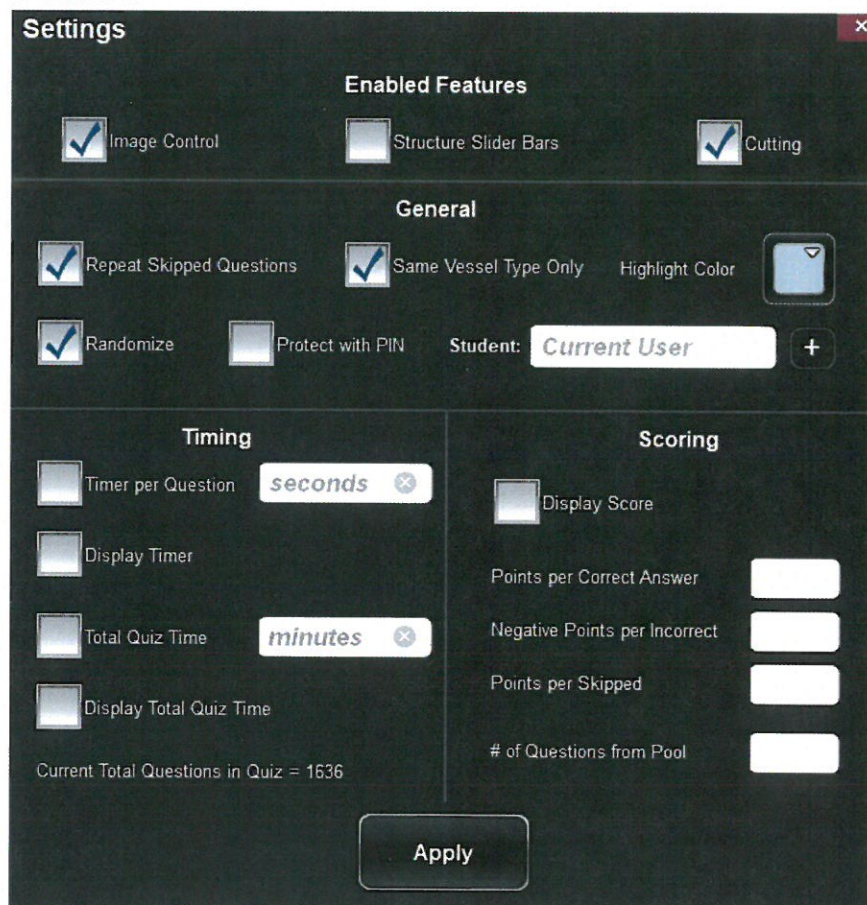 Settings
Enabled Features
Image Control Structure Slider Bars Cutting
General
Repeat Skipped Questions Same Vessel Type Only Highlight Color
Randomize Protect with PIN Student: Current User +
Timing
Timer per Question seconds
Display Timer
Total Quiz Time minutes
Display Total Quiz Time
Current Total Questions in Quiz = 1636
Scoring
Display Score
Points per Correct Answer
Negative Points per Incorrect
Points per Skipped
# of Questions from Pool
Apply